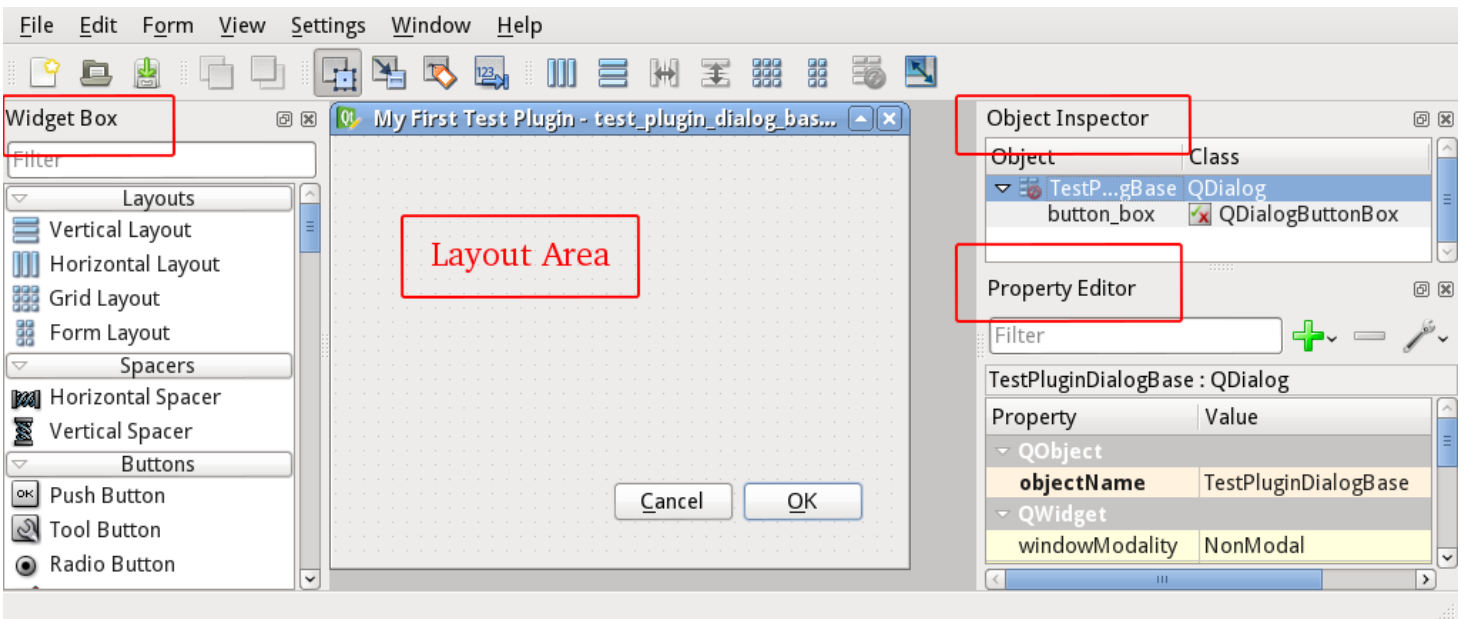 File Edit Form View Settings Window Help
123
Widget Box
Filter
Layouts
Vertical Layout
Horizontal Layout
Grid Layout
Form Layout
Spacers
Horizontal Spacer
Vertical Spacer
Buttons
OK Push Button
Tool Button
Radio Button
Qt My First Test Plugin - test_plugin_dialog_bas...
Layout Area
Cancel OK
Object Inspector
Object Class
TestP...gBase QDialog
button_box QDialogButtonBox
Property Editor
Filter
TestPluginDialogBase : QDialog
Property Value
QObject
objectName TestPluginDialogBase
QWidget
windowModality NonModal